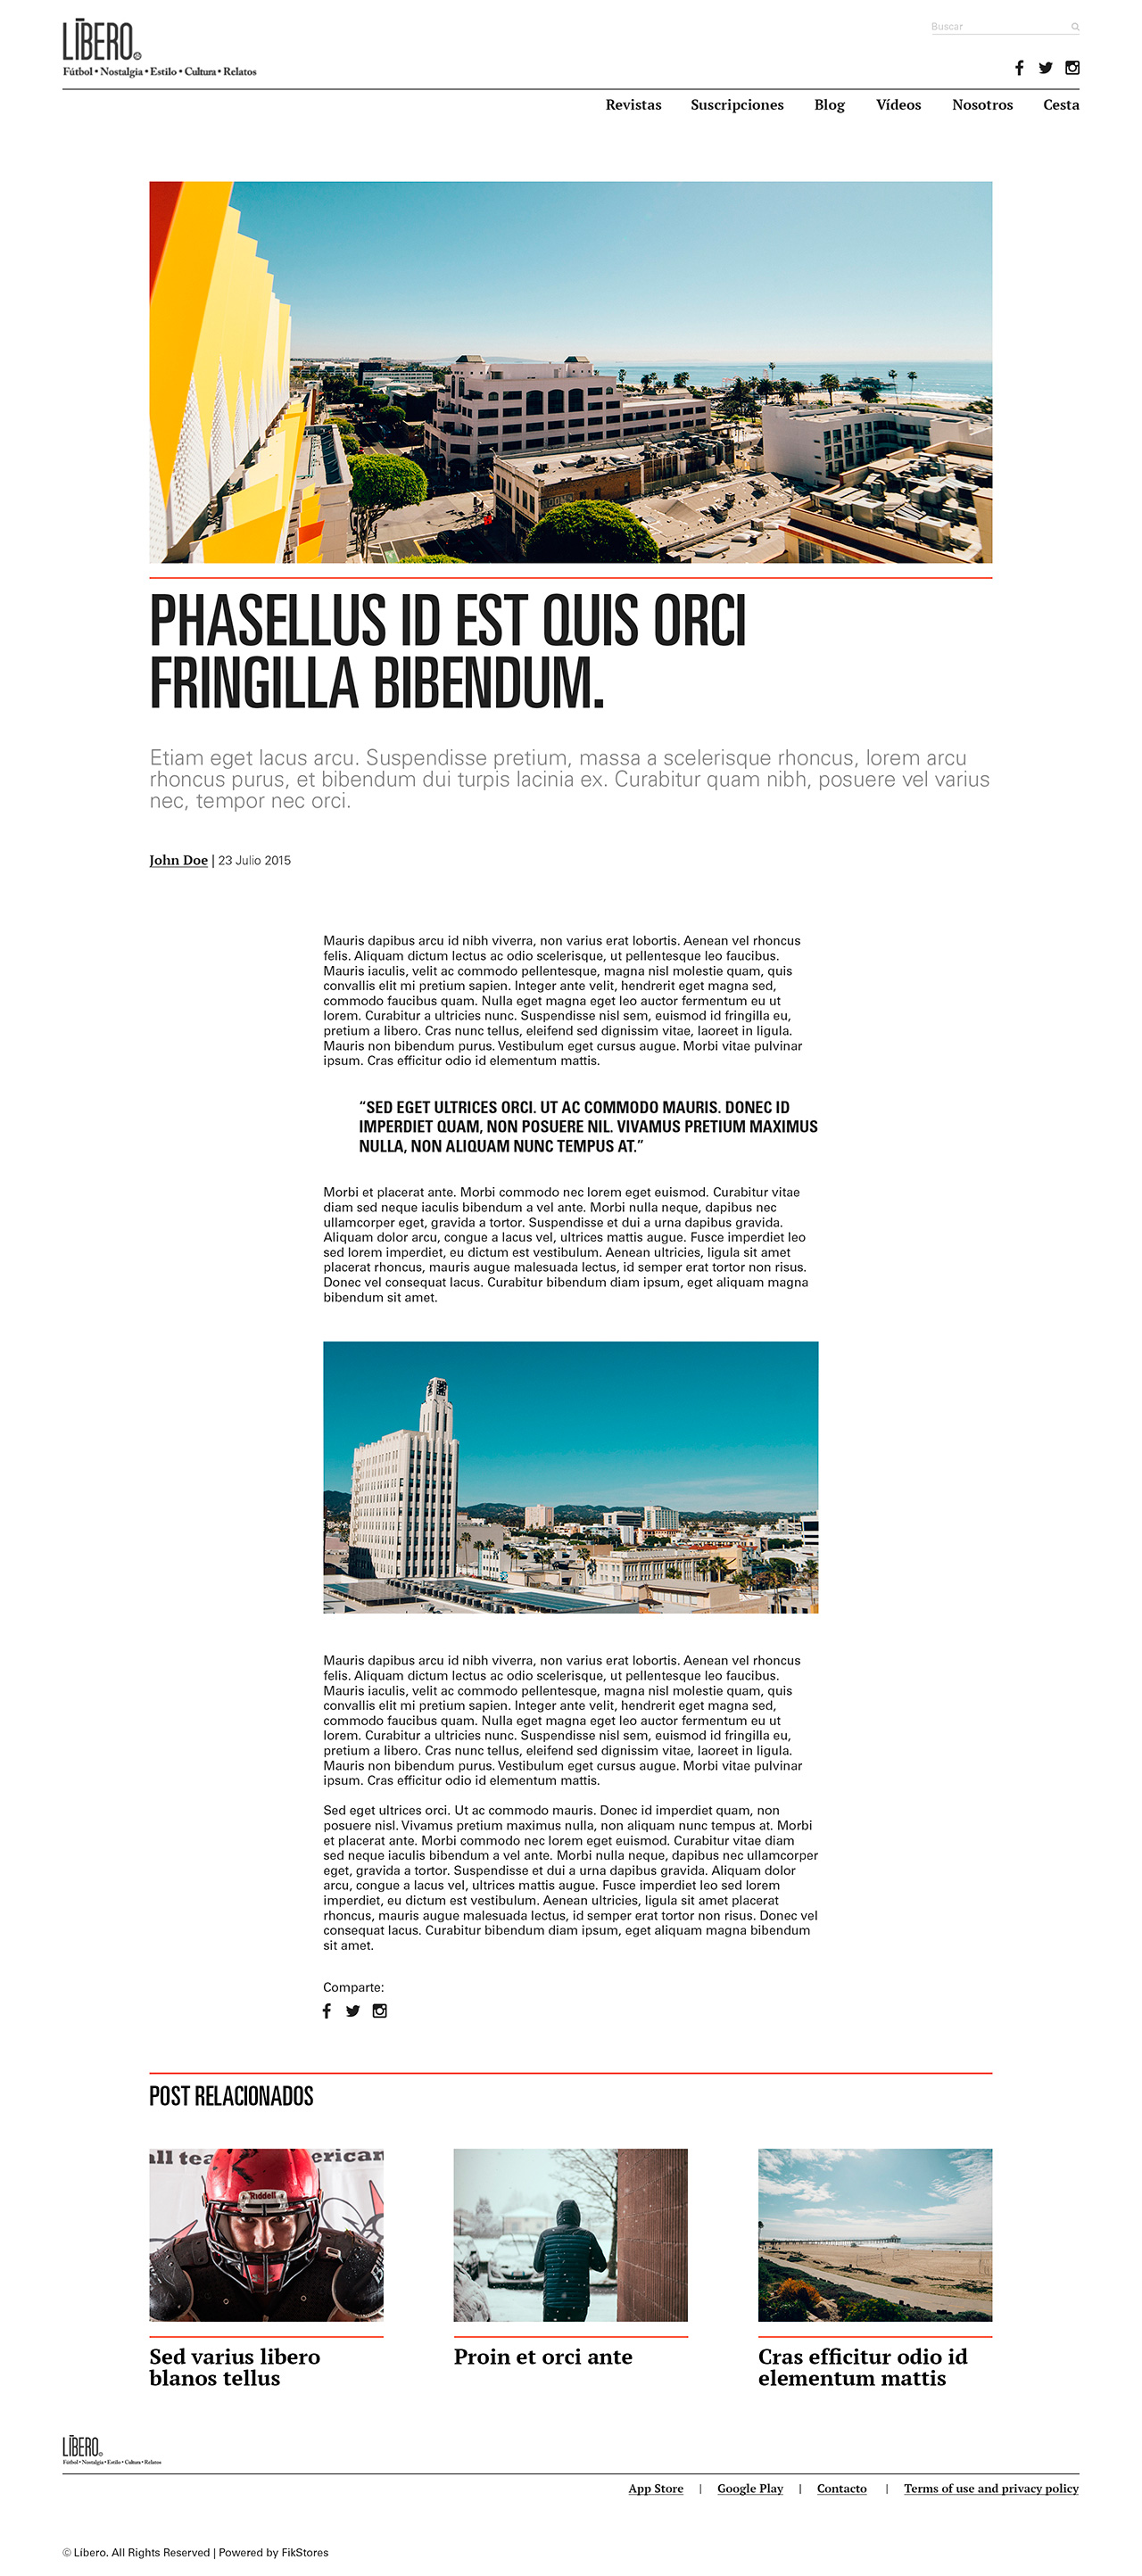 LÍBERO
Buscar
Fútbol • Nostalgia • Estilo • Cultura • Relatos
Revistas Suscripciones Blog Vídeos Nosotros Cesta
PHASELLUS ID EST QUIS ORCI
FRINGILLA BIBENDUM.
Etiam eget lacus arcu. Suspendisse pretium, massa a scelerisque rhoncus, lorem arcu
rhoncus purus, et bibendum dui turpis lacinia ex. Curabitur quam nibh, posuere vel varius
nec, tempor nec orci.
John Doe | 23 Julio 2015
Mauris dapibus arcu id nibh viverra, non varius erat lobortis. Aenean vel rhoncus
felis. Aliquam dictum lectus ac odio scelerisque, ut pellentesque leo faucibus.
Mauris iaculis, velit ac commodo pellentesque, magna nisl molestie quam, quis
convallis elit mi pretium sapien. Integer ante velit, hendrerit eget magna sed,
commodo faucibus quam. Nulla eget magna eget leo auctor fermentum eu ut
lorem. Curabitur a ultricies nunc. Suspendisse nisl sem, euismod id fringilla eu,
pretium a libero. Cras nunc tellus, eleifend sed dignissim vitae, laoreet in ligula.
Mauris non bibendum purus. Vestibulum eget cursus augue. Morbi vitae pulvinar
ipsum. Cras efficitur odio id elementum mattis.
“SED EGET ULTRICES ORCI. UT AC COMMODO MAURIS. DONEC ID
IMPERDIET QUAM, NON POSUERE NIL. VIVAMUS PRETIUM MAXIMUS
NULLA, NON ALIQUAM NUNC TEMPUS AT.”
Morbi et placerat ante. Morbi commodo nec lorem eget euismod. Curabitur vitae
diam sed neque iaculis bibendum a vel ante. Morbi nulla neque, dapibus nec
ullamcorper eget, gravida a tortor. Suspendisse et dui a urna dapibus gravida.
Aliquam dolor arcu, congue a lacus vel, ultrices mattis augue. Fusce imperdiet leo
sed lorem imperdiet, eu dictum est vestibulum. Aenean ultricies, ligula sit amet
placerat rhoncus, mauris augue malesuada lectus, id semper erat tortor non risus.
Donec vel consequat lacus. Curabitur bibendum diam ipsum, eget aliquam magna
bibendum sit amet.
Mauris dapibus arcu id nibh viverra, non varius erat lobortis. Aenean vel rhoncus
felis. Aliquam dictum lectus ac odio scelerisque, ut pellentesque leo faucibus.
Mauris iaculis, velit ac commodo pellentesque, magna nisl molestie quam, quis
convallis elit mi pretium sapien. Integer ante velit, hendrerit eget magna sed,
commodo faucibus quam. Nulla eget magna eget leo auctor fermentum eu ut
lorem. Curabitur a ultricies nunc. Suspendisse nisl sem, euismod id fringilla eu,
pretium a libero. Cras nunc tellus, eleifend sed dignissim vitae, laoreet in ligula.
Mauris non bibendum purus. Vestibulum eget cursus augue. Morbi vitae pulvinar
ipsum. Cras efficitur odio id elementum mattis.
Sed eget ultrices orci. Ut ac commodo mauris. Donec id imperdiet quam, non
posuere nisl. Vivamus pretium maximus nulla, non aliquam nunc tempus at. Morbi
et placerat ante. Morbi commodo nec lorem eget euismod. Curabitur vitae diam
sed neque iaculis bibendum a vel ante. Morbi nulla neque, dapibus nec ullamcorper
eget, gravida a tortor. Suspendisse et dui a urna dapibus gravida. Aliquam dolor
arcu, congue a lacus vel, ultrices mattis augue. Fusce imperdiet leo sed lorem
imperdiet, eu dictum est vestibulum. Aenean ultricies, ligula sit amet placerat
rhoncus, mauris augue malesuada lectus, id semper erat tortor non risus. Donec vel
consequat lacus. Curabitur bibendum diam ipsum, eget aliquam magna bibendum
sit amet.
Comparte:
POST RELACIONADOS
all tea erican
Riddell
Sed varius libero
blanos tellus
Proin et orci ante
Cras efficitur odio id
elementum mattis
LÍBERO
Fútbol • Nostalgia • Estilo • Cultura • Relatos
App Store | Google Play | Contacto | Terms of use and privacy policy
© Líbero. All Rights Reserved | Powered by FikStores